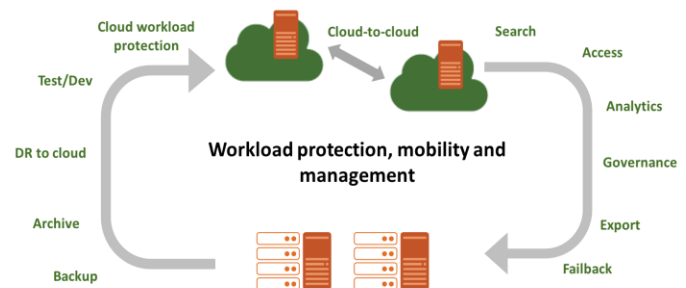 Cloud workload
protection
Cloud-to-cloud
Search
Access
Test/Dev
Analytics
DR to cloud
Workload protection, mobility and
management
Governance
Archive
Export
Backup
Failback